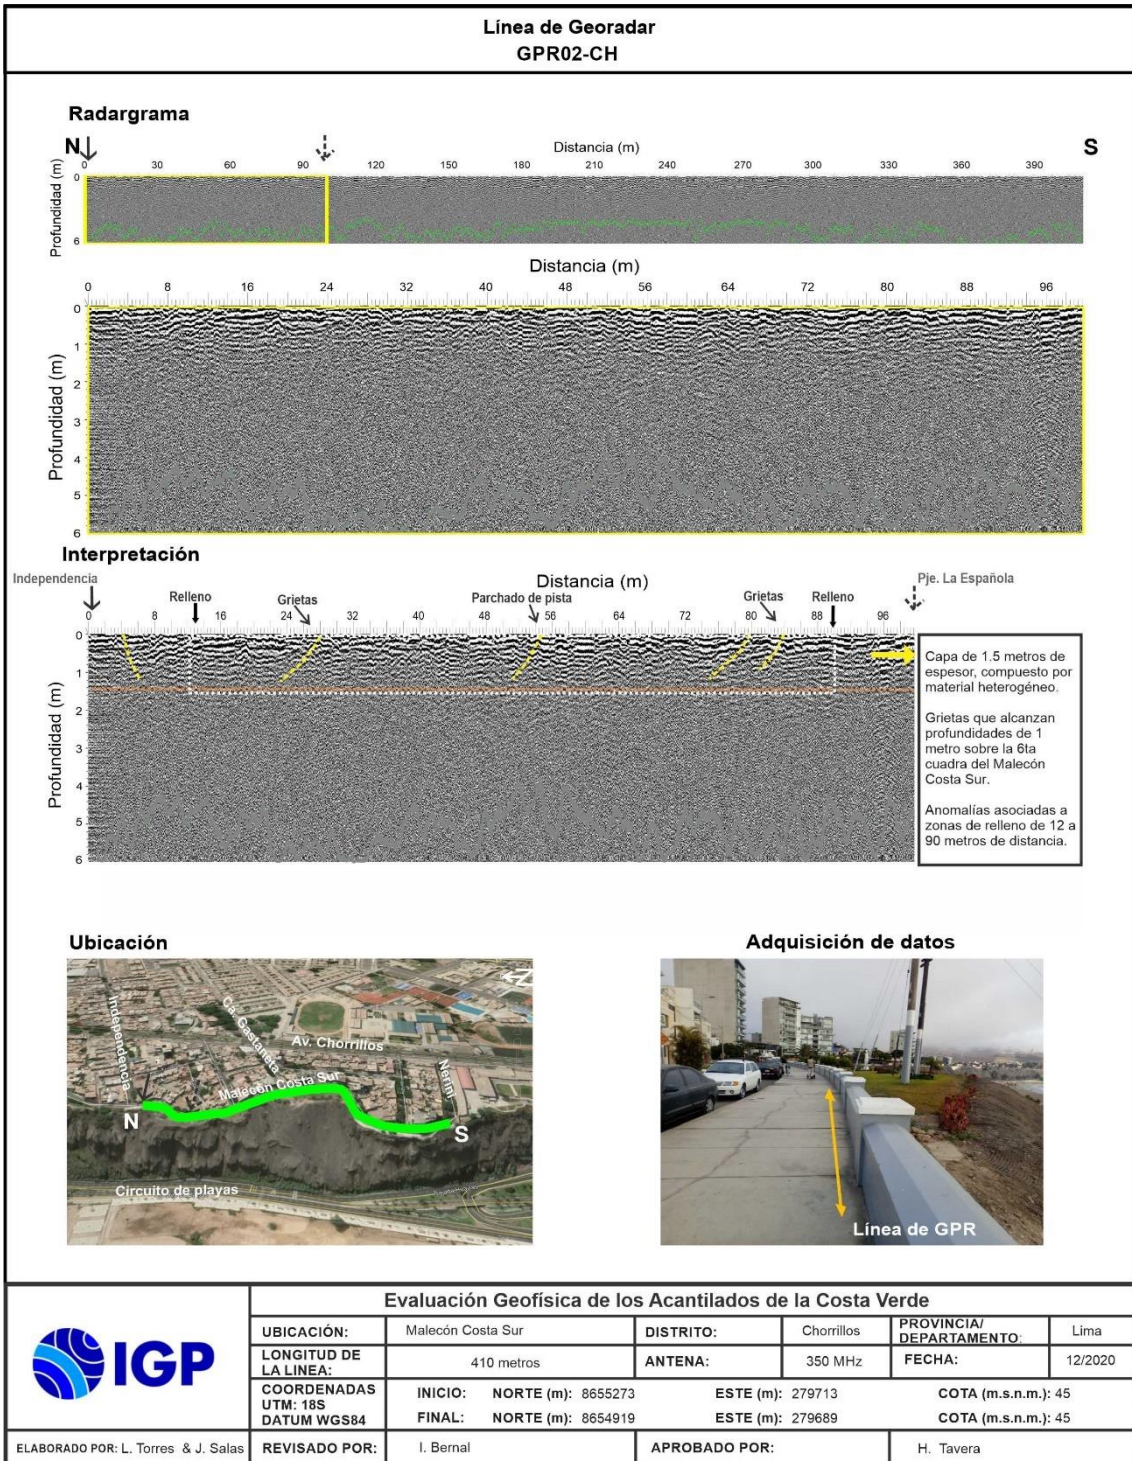 Línea de Georadar
GPR02-CH
Radargrama
N
Distancia (m)
S
0 30 60 90 120 150 180 210 240 270 300 330 360 390
Profundidad (m)
0
6
Distancia (m)
0 8 16 24 32 40 48 56 64 72 80 88 96
Profundidad (m)
0
1
2
3
4
5
6
Interpretación
Independencia
Distancia (m)
Pje. La Española
Relleno
Grietas
Parchado de pista
Grietas
Relleno
0 8 16 24 32 40 48 56 64 72 80 88 96
Profundidad (m)
0
1
2
3
4
5
6
Capa de 1.5 metros de
espesor, compuesto por
material heterogéneo.
Grietas que alcanzan
profundidades de 1
metro sobre la 6ta
cuadra del Malecón
Costa Sur.
Anomalías asociadas a
zonas de relleno de 12 a
90 metros de distancia.
Ubicación
Independencia
Ca. Gastaneta
Av. Chorrillos
Malecón Costa Sur
Nerini
N
S
Circuito de playas
Adquisición de datos
Línea de GPR
IGP
Evaluación Geofísica de los Acantilados de la Costa Verde
UBICACIÓN: Malecón Costa Sur DISTRITO: Chorrillos PROVINCIA/ DEPARTAMENTO: Lima
LONGITUD DE LA LINEA: 410 metros ANTENA: 350 MHz FECHA: 12/2020
COORDENADAS
UTM: 18S
DATUM WGS84
INICIO: NORTE (m): 8655273 ESTE (m): 279713 COTA (m.s.n.m.): 45
FINAL: NORTE (m): 8654919 ESTE (m): 279689 COTA (m.s.n.m.): 45
ELABORADO POR: L. Torres & J. Salas REVISADO POR: I. Bernal APROBADO POR: H. Tavera